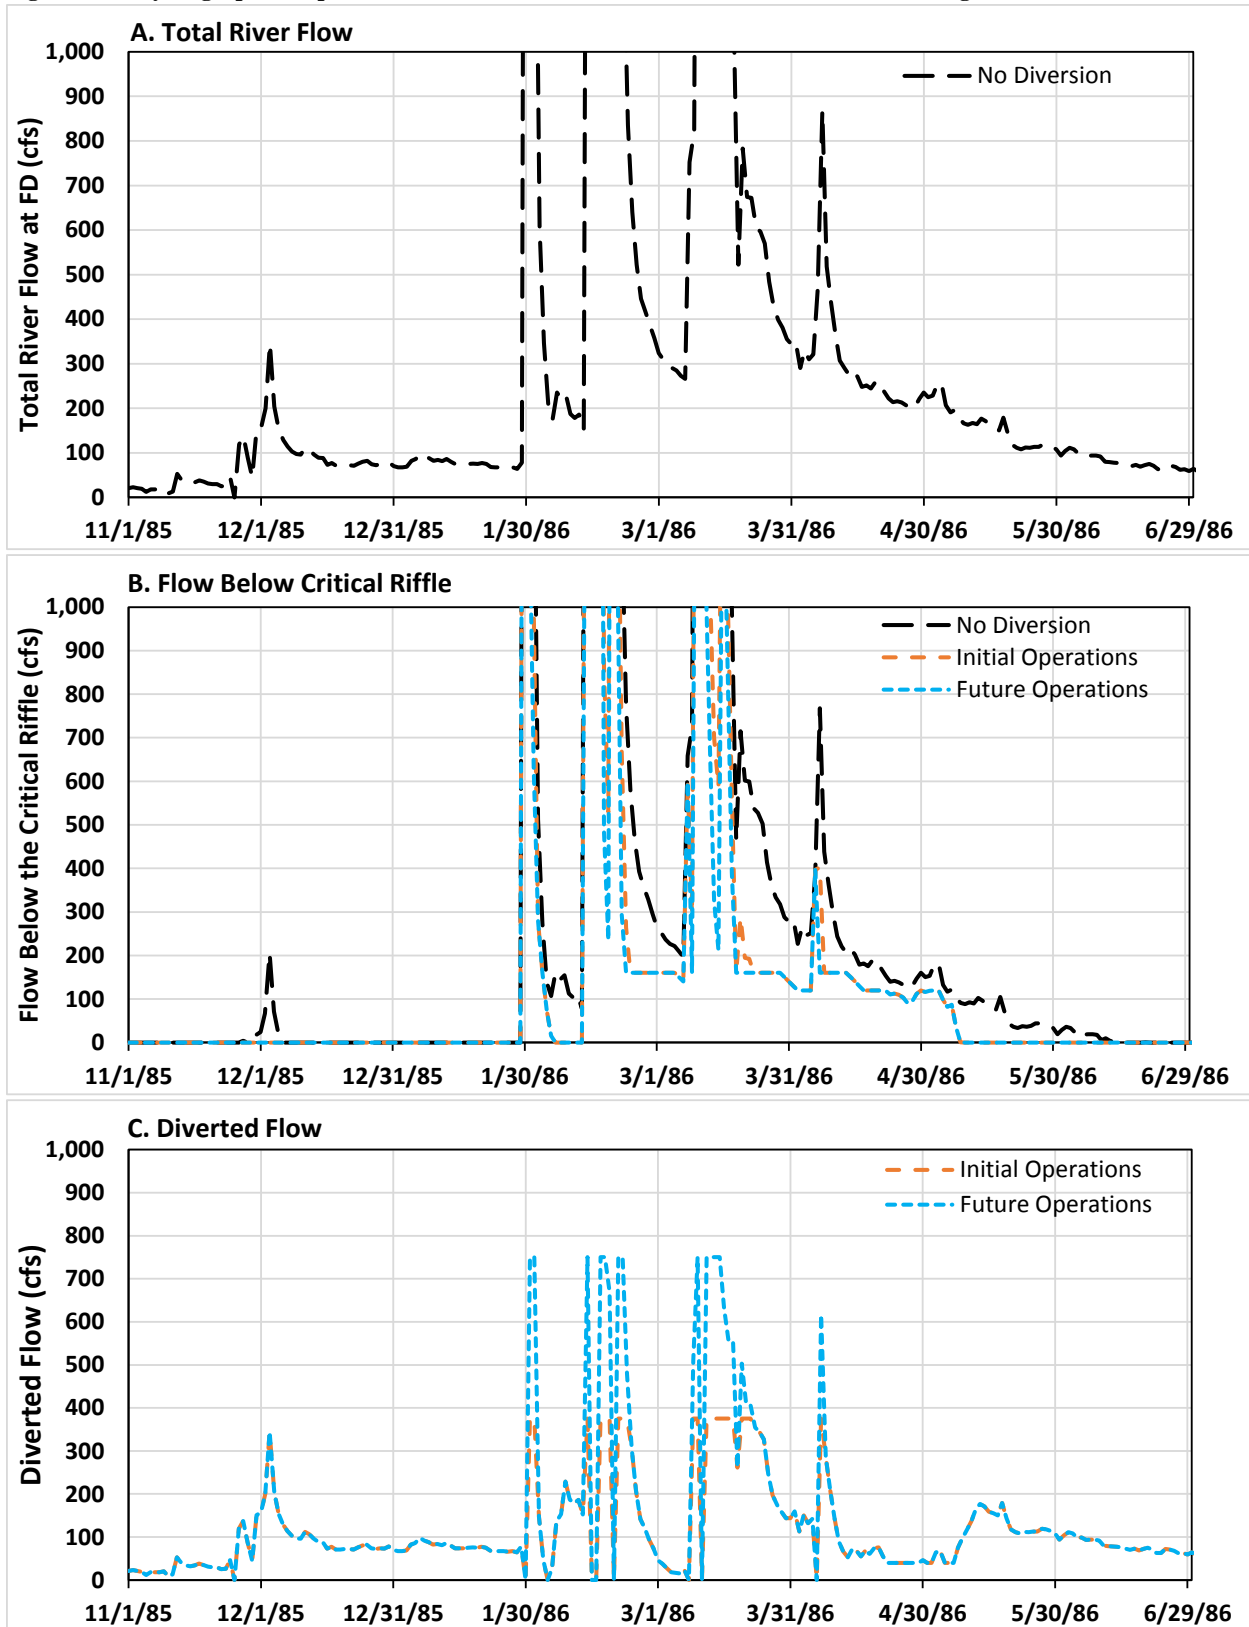 A. Total River Flow
1,000
900
800
700
600
500
400
300
200
100
0
Total River Flow at FD (cfs)
No Diversion
11/1/85 12/1/85 12/31/85 1/30/86 3/1/86 3/31/86 4/30/86 5/30/86 6/29/86
B. Flow Below Critical Riffle
1,000
900
800
700
600
500
400
300
200
100
0
Flow Below the Critical Riffle (cfs)
No Diversion
Initial Operations
Future Operations
11/1/85 12/1/85 12/31/85 1/30/86 3/1/86 3/31/86 4/30/86 5/30/86 6/29/86
C. Diverted Flow
1,000
900
800
700
600
500
400
300
200
100
0
Diverted Flow (cfs)
Initial Operations
Future Operations
11/1/85 12/1/85 12/31/85 1/30/86 3/1/86 3/31/86 4/30/86 5/30/86 6/29/86